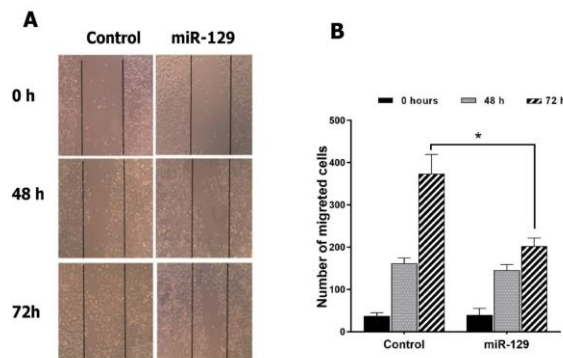 A
Control miR-129
0 h
48 h
72h
B
0 hours 48 h 72 h
*
Number of migreted cells
500
400
300
200
100
0
Control miR-129